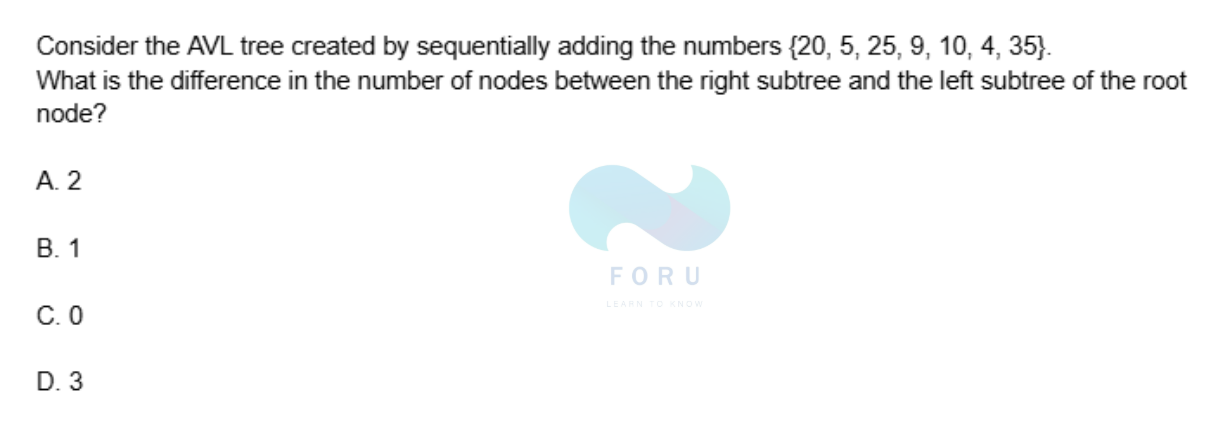 Consider the AVL tree created by sequentially adding the numbers {20, 5, 25, 9, 10, 4, 35}.
What is the difference in the number of nodes between the right subtree and the left subtree of the root
node?
A. 2
B. 1
C. 0
D. 3
FORU
LEARN TO KNOW